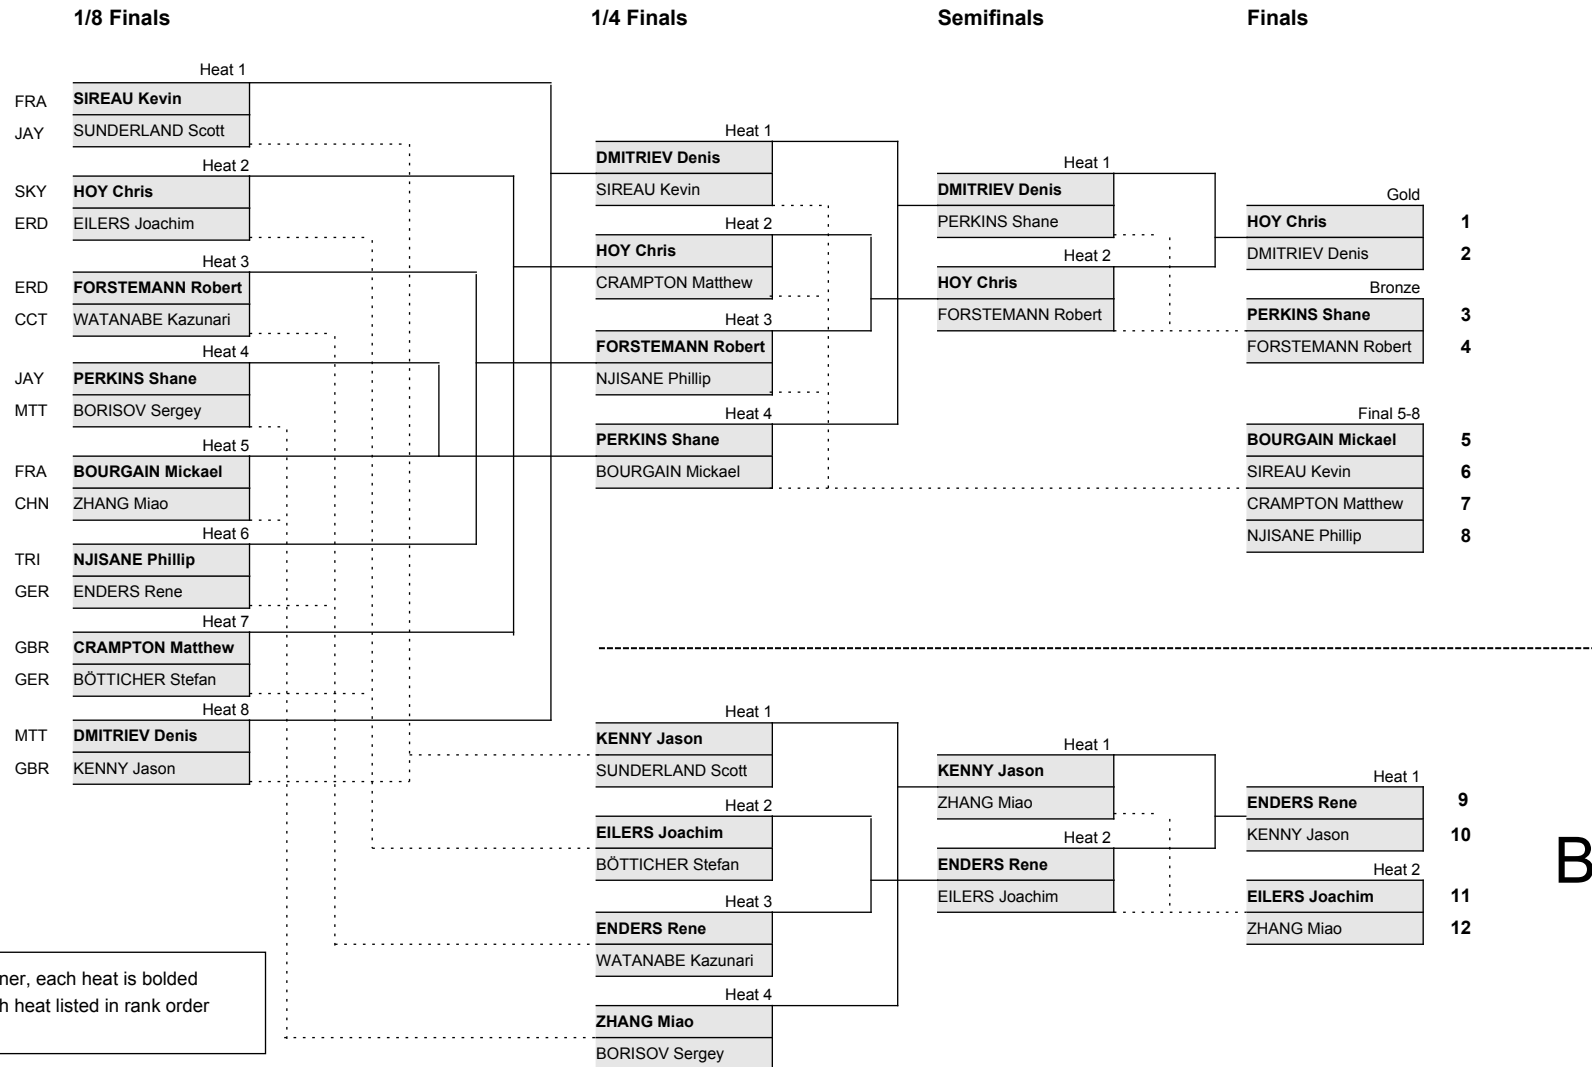 1/8 Finals
1/4 Finals
Semifinals
Finals
Heat 1
FRA SIREAU Kevin
JAY SUNDERLAND Scott
Heat 2
SKY HOY Chris
ERD EILERS Joachim
Heat 3
ERD FORSTEMANN Robert
CCT WATANABE Kazunari
Heat 4
JAY PERKINS Shane
MTT BORISOV Sergey
Heat 5
FRA BOURGAIN Mickael
CHN ZHANG Miao
Heat 6
TRI NJISANE Phillip
GER ENDERS Rene
Heat 7
GBR CRAMPTON Matthew
GER BÖTTICHER Stefan
Heat 8
MTT DMITRIEV Denis
GBR KENNY Jason
Heat 1
DMITRIEV Denis
SIREAU Kevin
Heat 2
HOY Chris
CRAMPTON Matthew
Heat 3
FORSTEMANN Robert
NJISANE Phillip
Heat 4
PERKINS Shane
BOURGAIN Mickael
Heat 1
DMITRIEV Denis
PERKINS Shane
Heat 2
HOY Chris
FORSTEMANN Robert
Gold
HOY Chris 1
DMITRIEV Denis 2
Bronze
PERKINS Shane 3
FORSTEMANN Robert 4
Final 5-8
BOURGAIN Mickael 5
SIREAU Kevin 6
CRAMPTON Matthew 7
NJISANE Phillip 8
Heat 1
KENNY Jason
SUNDERLAND Scott
Heat 2
EILERS Joachim
BÖTTICHER Stefan
Heat 3
ENDERS Rene
WATANABE Kazunari
Heat 4
ZHANG Miao
BORISOV Sergey
Heat 1
KENNY Jason
ZHANG Miao
Heat 2
ENDERS Rene
EILERS Joachim
Heat 1
ENDERS Rene 9
KENNY Jason 10
Heat 2
EILERS Joachim 11
ZHANG Miao 12
B
ner, each heat is bolded
h heat listed in rank order